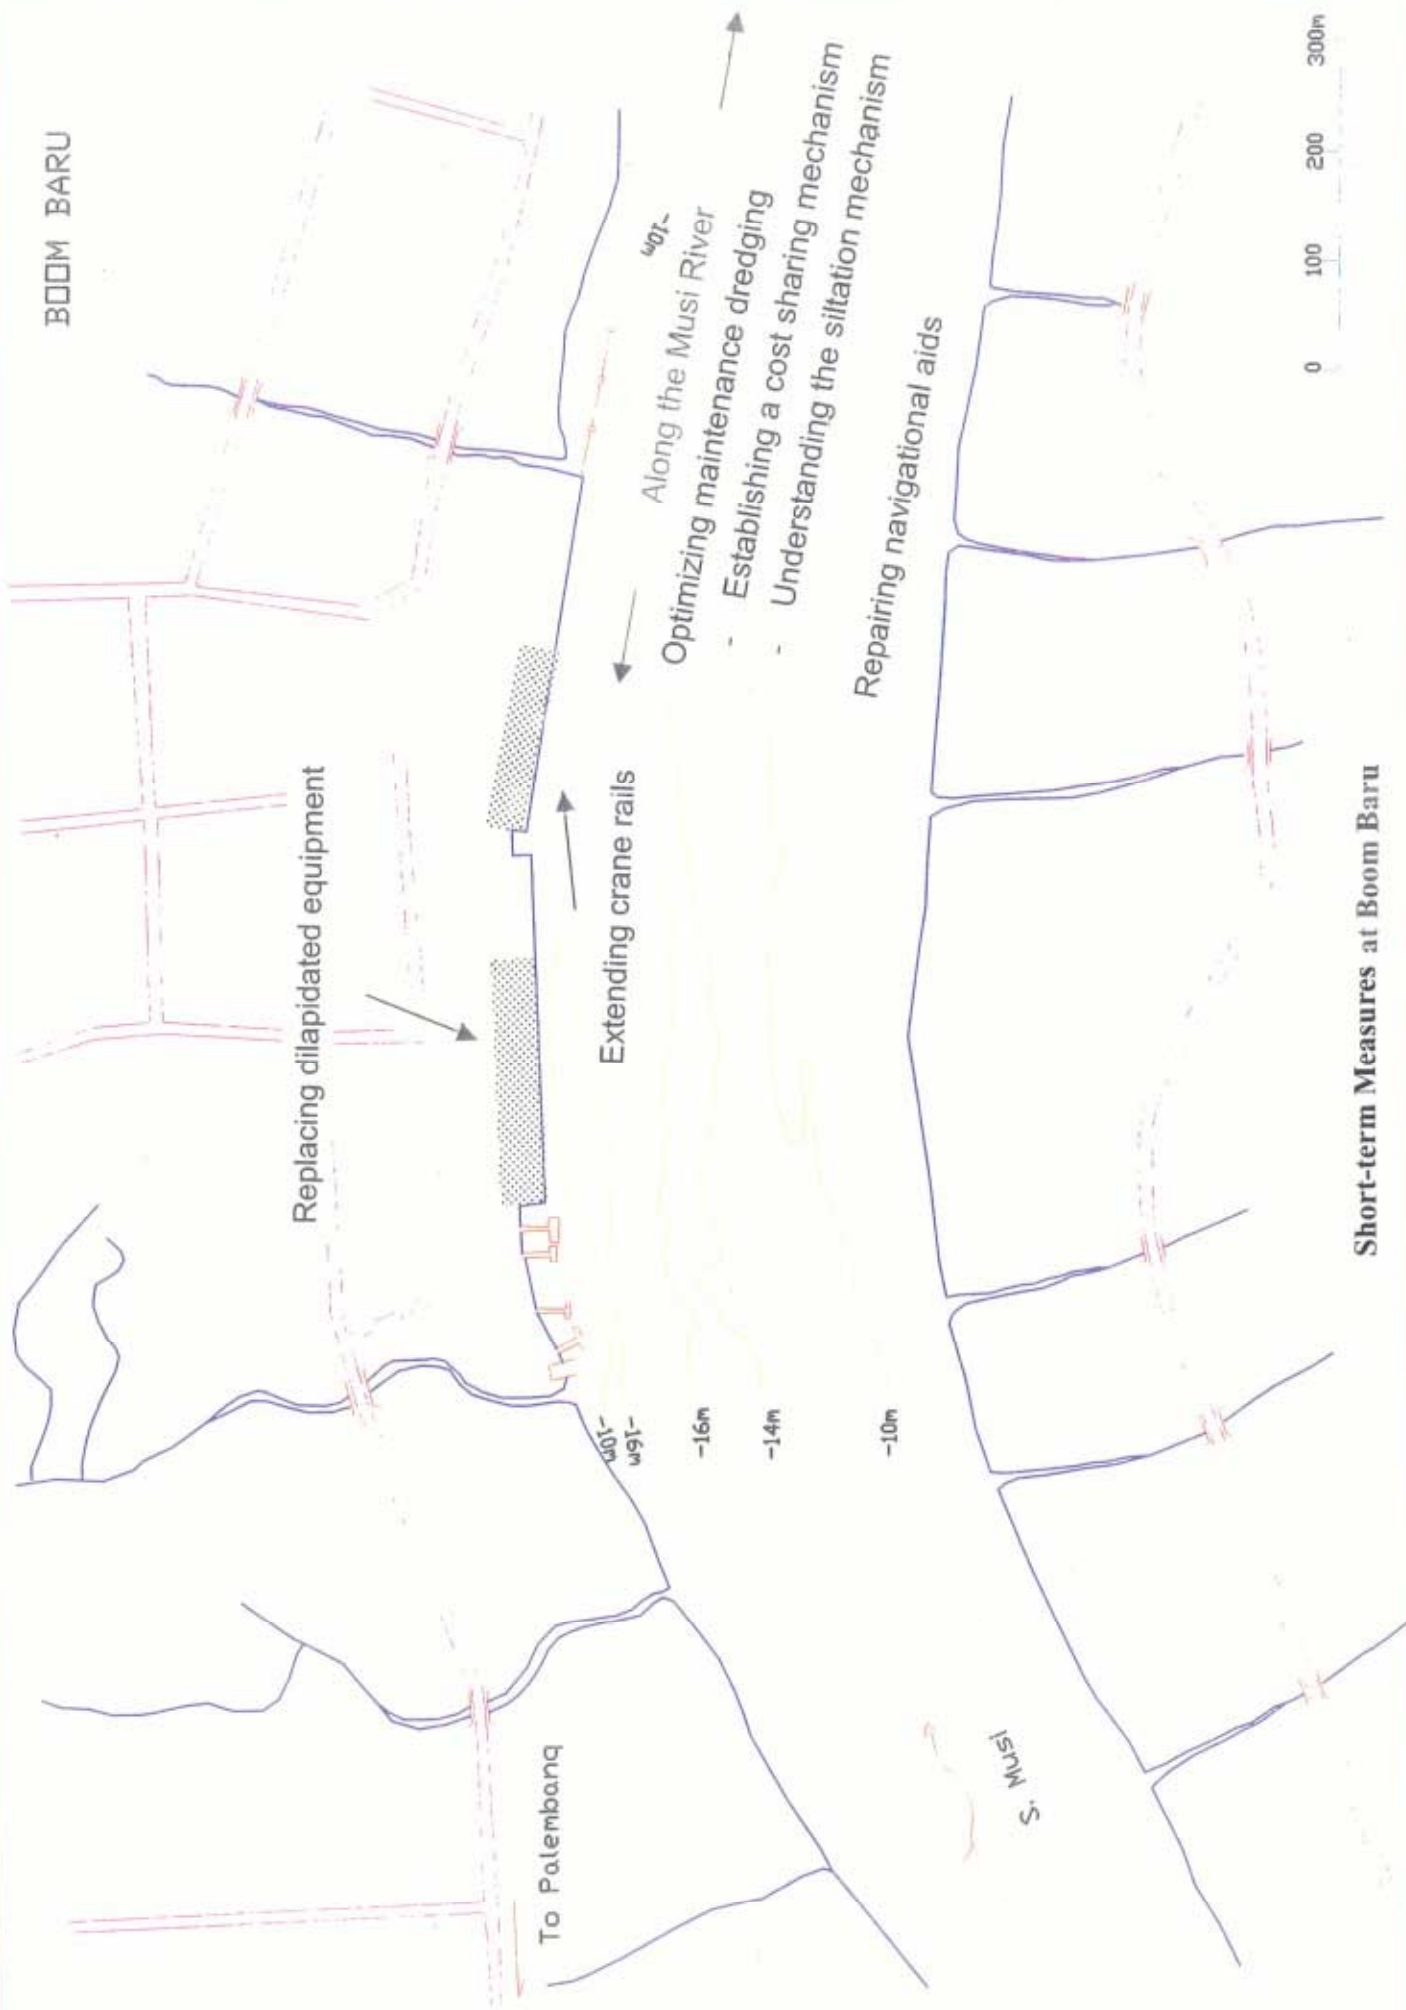 BOOM BARU
Replacing dilapidated equipment
Extending crane rails
-10m
Along the Musi River
Optimizing maintenance dredging
- Establishing a cost sharing mechanism
- Understanding the siltation mechanism
Repairing navigational aids
To Palembang
-10m
-16m
-16m
-14m
-10m
S. Musi
0 100 200 300m
Short-term Measures at Boom Baru